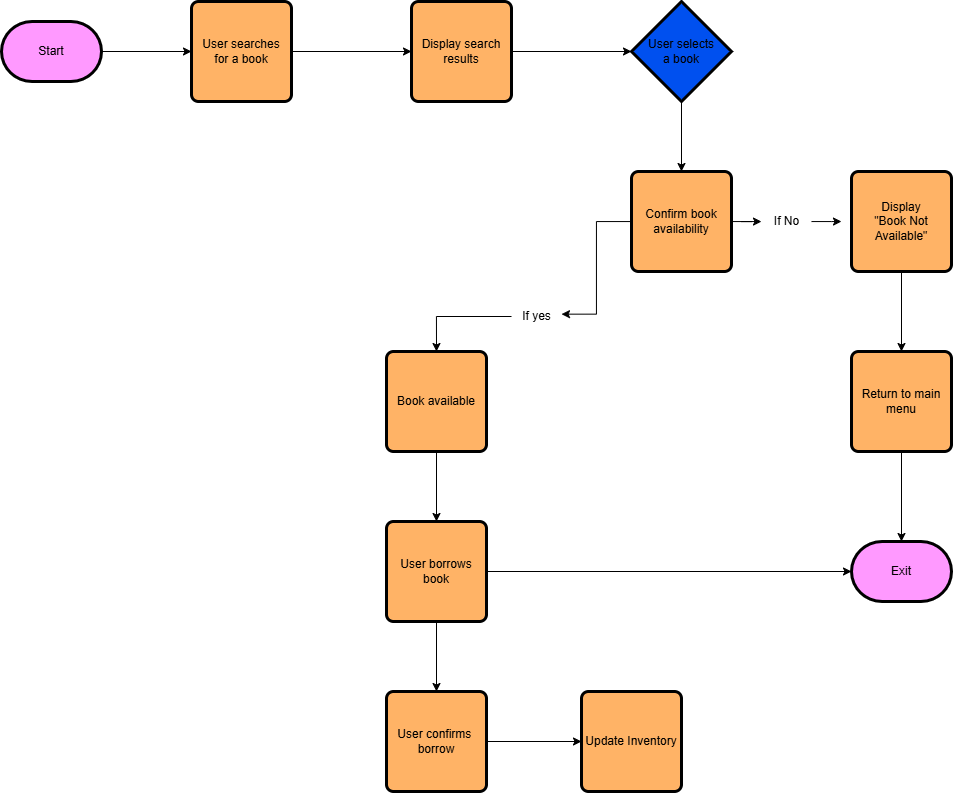 Start
User searches
for a book
Display search
results
User selects
a book
Confirm book
availability
If No
Display
"Book Not
Available"
If yes
Book available
Return to main
menu
User borrows
book
Exit
User confirms
borrow
Update Inventory